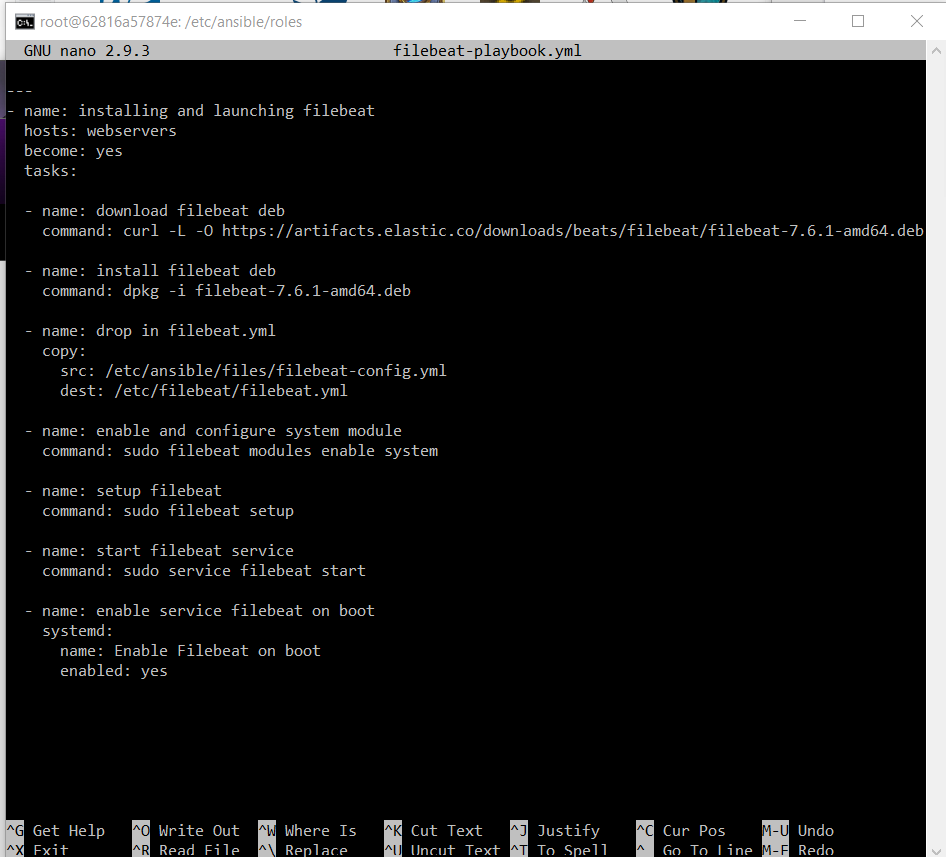 root@62816a57874e: /etc/ansible/roles
GNU nano 2.9.3 filebeat-playbook.yml
---
- name: installing and launching filebeat
  hosts: webservers
  become: yes
  tasks:
  - name: download filebeat deb
    command: curl -L -O https://artifacts.elastic.co/downloads/beats/filebeat/filebeat-7.6.1-amd64.deb
  - name: install filebeat deb
    command: dpkg -i filebeat-7.6.1-amd64.deb
  - name: drop in filebeat.yml
    copy:
      src: /etc/ansible/files/filebeat-config.yml
      dest: /etc/filebeat/filebeat.yml
  - name: enable and configure system module
    command: sudo filebeat modules enable system
  - name: setup filebeat
    command: sudo filebeat setup
  - name: start filebeat service
    command: sudo service filebeat start
  - name: enable service filebeat on boot
    systemd:
      name: Enable Filebeat on boot
      enabled: yes
^G Get Help ^O Write Out ^W Where Is ^K Cut Text ^J Justify ^C Cur Pos M-U Undo
^X Exit ^R Read File ^\ Replace ^U Uncut Text ^T To Spell ^_ Go To Line M-E Redo